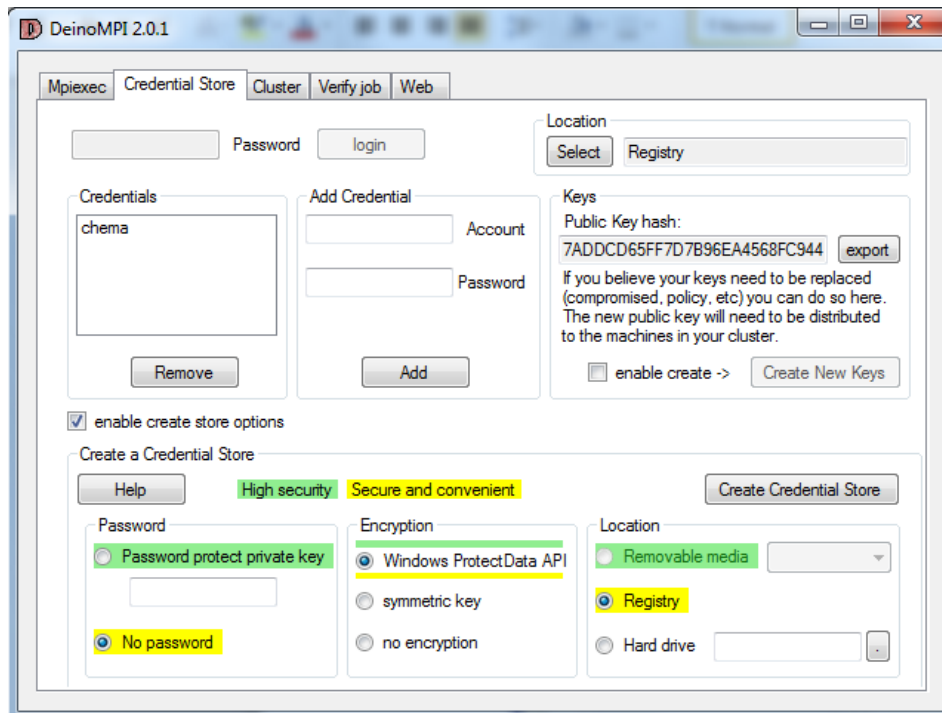 DeinoMPI 2.0.1
Mpiexec Credential Store Cluster Verify job Web
Password login
Location
Select Registry
Credentials
chema
Remove
Add Credential
Account
Password
Add
Keys
Public Key hash:
7ADDCD65FF7D7B96EA4568FC944 export
If you believe your keys need to be replaced
(compromised, policy, etc) you can do so here.
The new public key will need to be distributed
to the machines in your cluster.
enable create -> Create New Keys
enable create store options
Create a Credential Store
Help High security Secure and convenient Create Credential Store
Password
Password protect private key
No password
Encryption
Windows ProtectData API
symmetric key
no encryption
Location
Removable media
Registry
Hard drive .